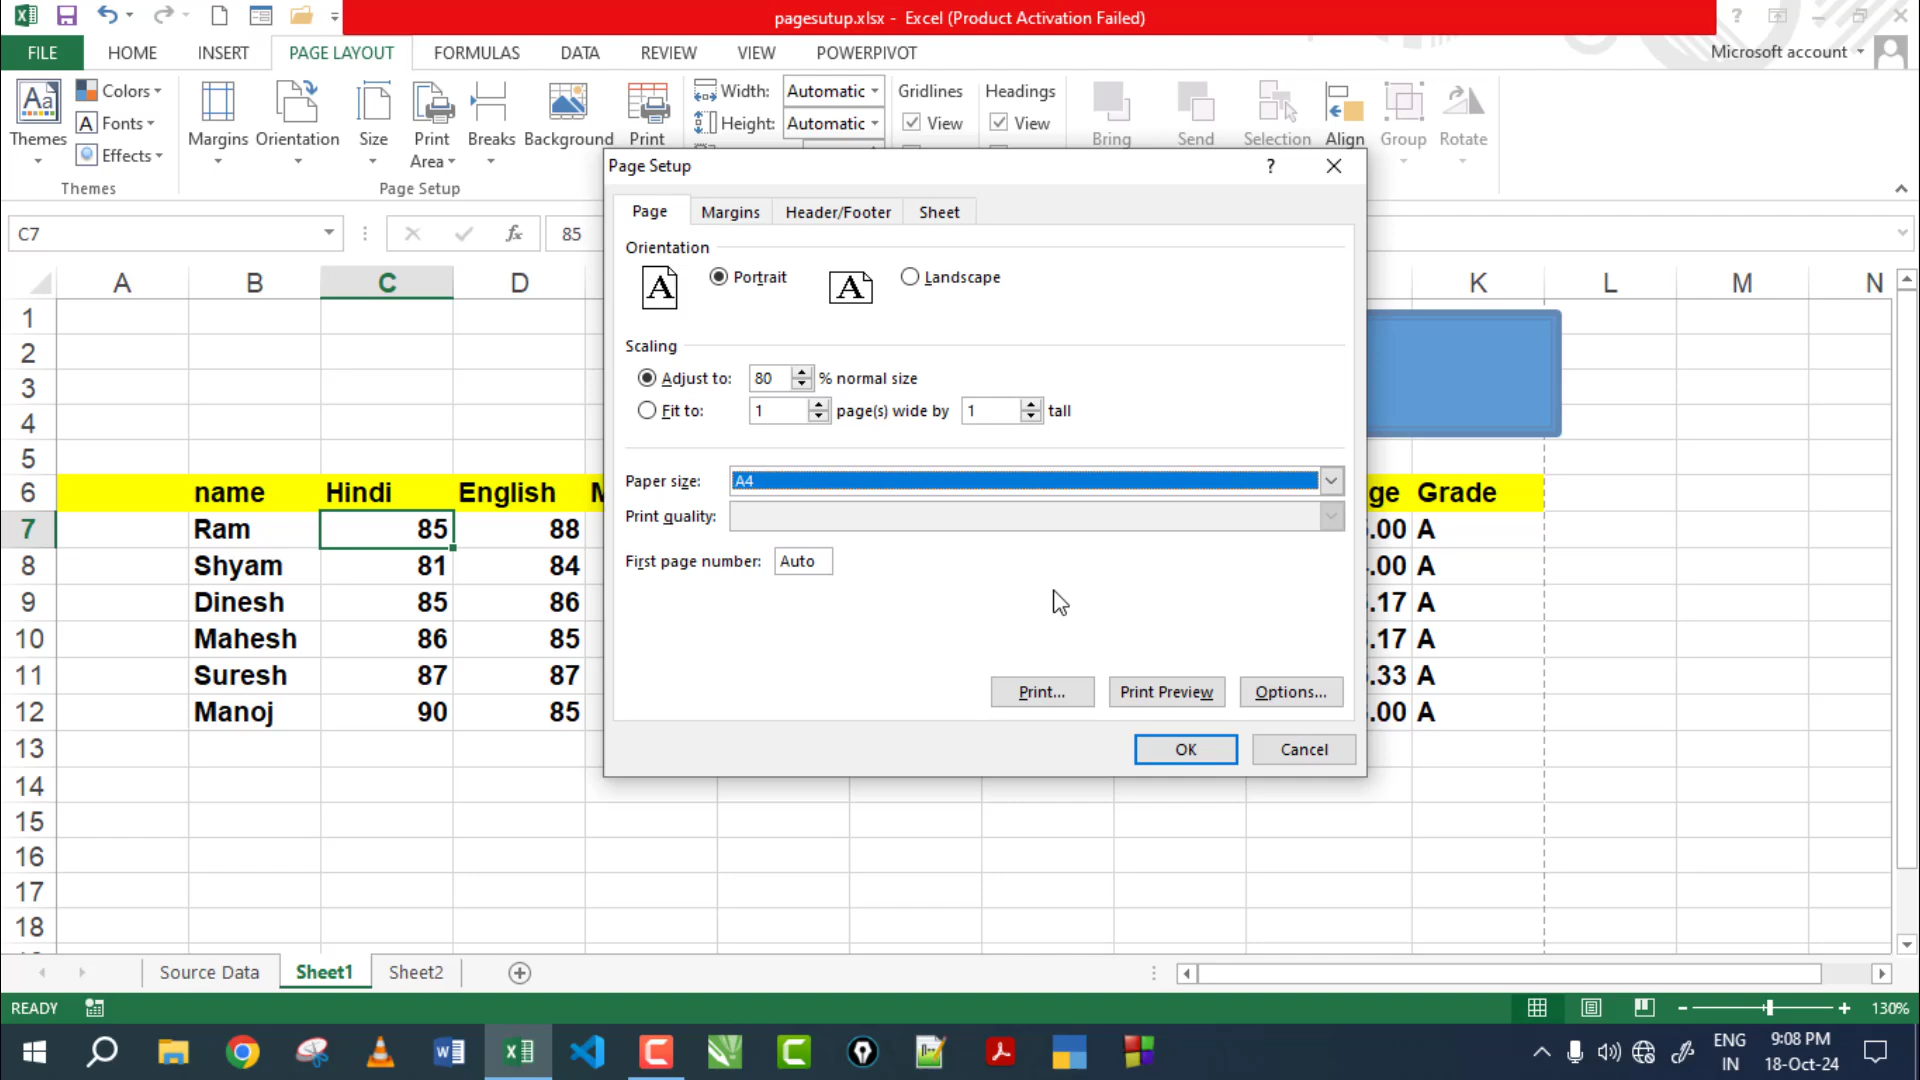 pagesutup.xlsx - Excel (Product Activation Failed)
FILE HOME INSERT PAGE LAYOUT FORMULAS DATA REVIEW VIEW POWERPIVOT Microsoft account
Themes Colors Fonts Effects
Margins Orientation Size Print Area Breaks Background Print
Width: Automatic Gridlines Headings
Height: Automatic View View
Bring Send Selection Align Group Rotate
Themes Page Setup
C7 fx 85
Page Setup
Page Margins Header/Footer Sheet
Orientation
A Portrait A Landscape
Scaling
Adjust to: 80 % normal size
Fit to: 1 page(s) wide by 1 tall
Paper size: A4
Print quality:
First page number: Auto
Print... Print Preview Options...
OK Cancel
A B C D K L M N
1
2
3
4
5
6 name Hindi English Grade
7 Ram 85 88 .00 A
8 Shyam 81 84 .00 A
9 Dinesh 85 86 .17 A
10 Mahesh 86 85 .17 A
11 Suresh 87 87 .33 A
12 Manoj 90 85 .00 A
13
14
15
16
17
18
Source Data Sheet1 Sheet2
READY 130%
ENG 9:08 PM
IN 18-Oct-24